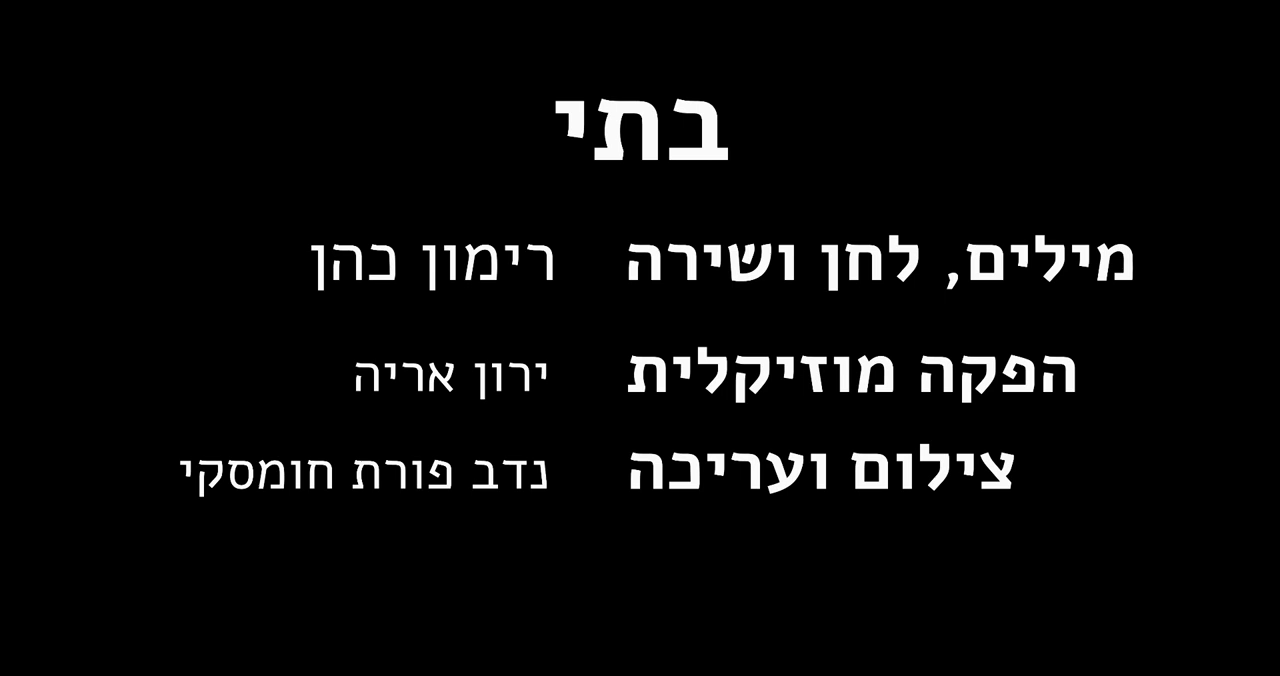 בתי
מילים, לחן ושירה רימון כהן
הפקה מוזיקלית ירון אריה
צילום ועריכה נדב פורת חומסקי